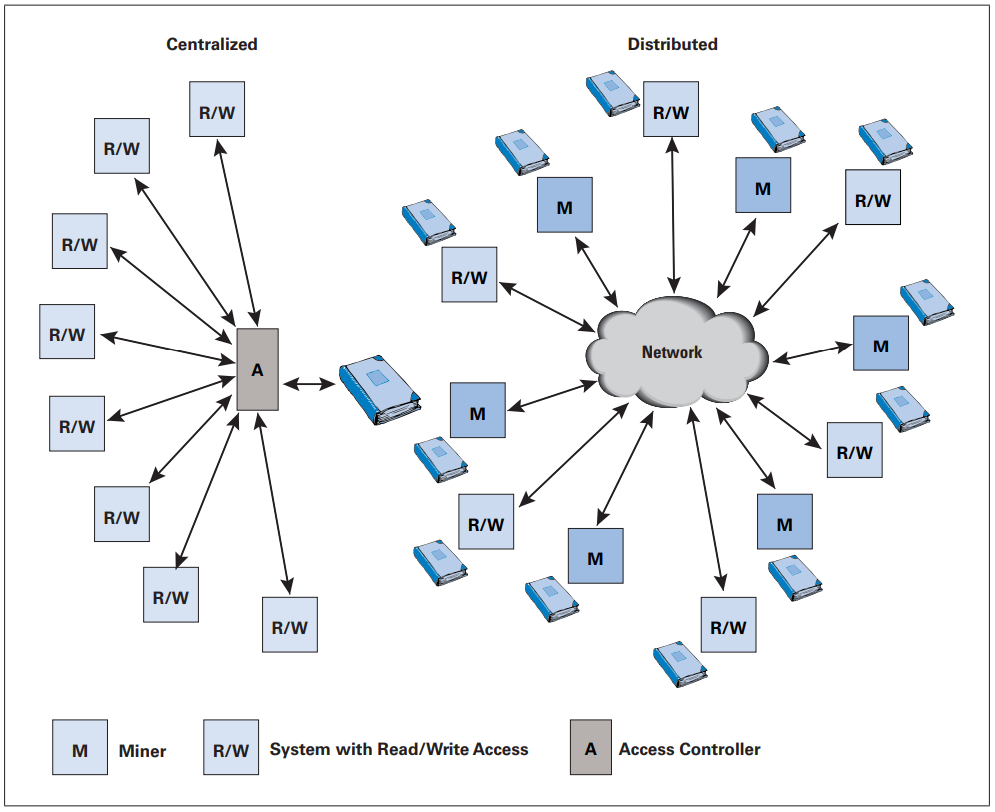 Centralized
Distributed
R/W
R/W
R/W
R/W
R/W
R/W
R/W
R/W
A
R/W
M
M
R/W
R/W
Network
M
M
R/W
R/W
M
M
R/W
M Miner
R/W System with Read/Write Access
A Access Controller